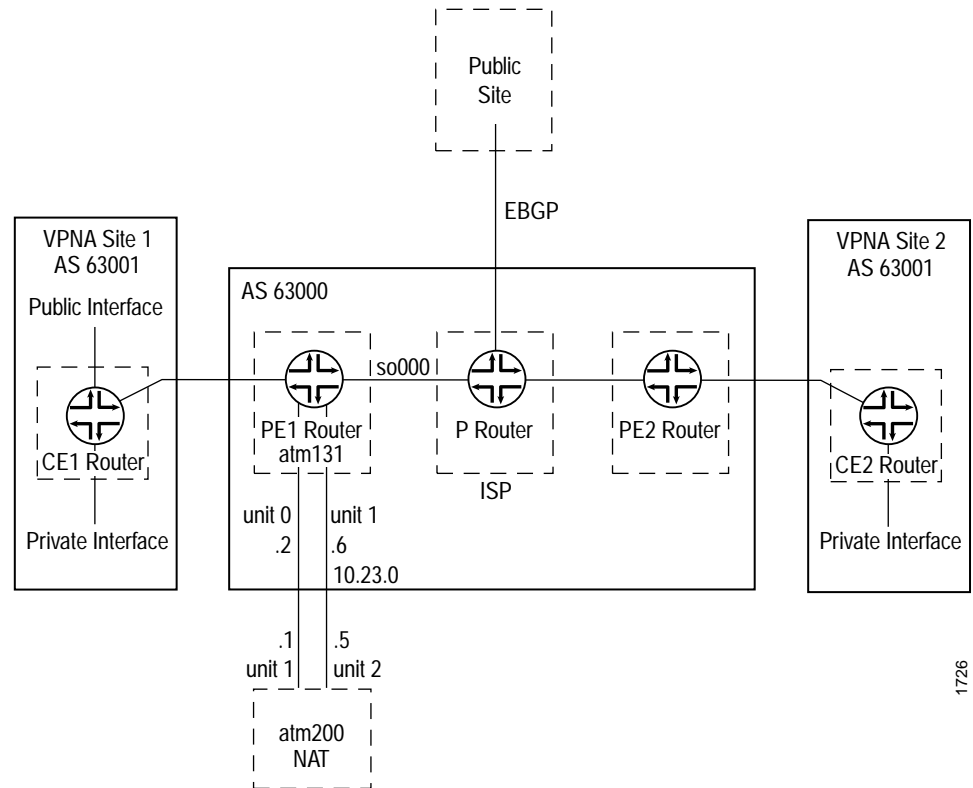 Public
Site
EBGP
VPNA Site 1
AS 63001
Public Interface
CE1 Router
Private Interface
AS 63000
so000
PE1 Router
atm131
P Router
ISP
PE2 Router
VPNA Site 2
AS 63001
CE2 Router
Private Interface
unit 0
unit 1
.2
.6
10.23.0
.1
.5
unit 1
unit 2
atm200
NAT
1726